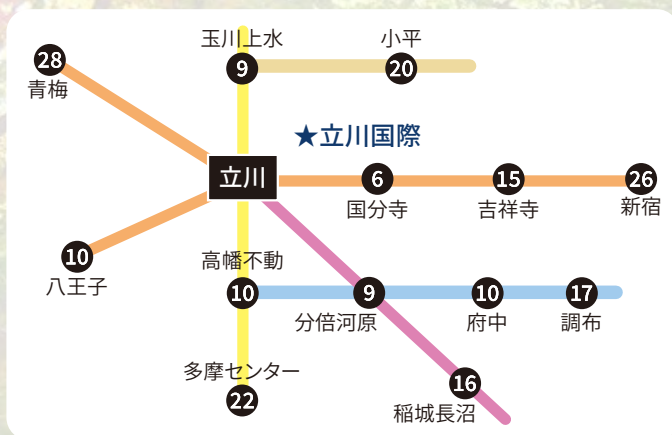 玉川上水
小平
28
9
20
青梅
★立川国際
立川
6
15
26
国分寺
吉祥寺
新宿
10
八王子
高幡不動
10
9
10
17
分倍河原
府中
調布
多摩センター
22
16
稲城長沼